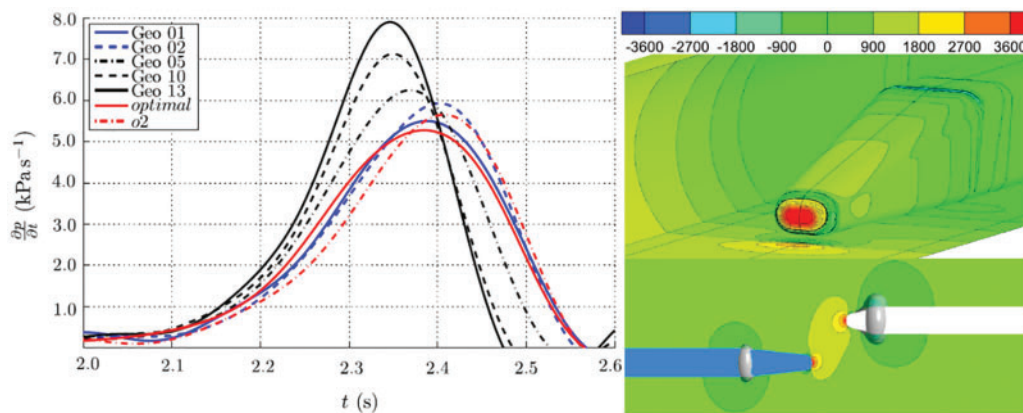 8.0
7.0
6.0
5.0
4.0
3.0
2.0
1.0
∂p/∂t (kPas⁻¹)
Geo 01
Geo 02
Geo 05
Geo 10
Geo 13
optimal
o2
2.0 2.1 2.2 2.3 2.4 2.5 2.6
t (s)
-3600 -2700 -1800 -900 0 900 1800 2700 3600